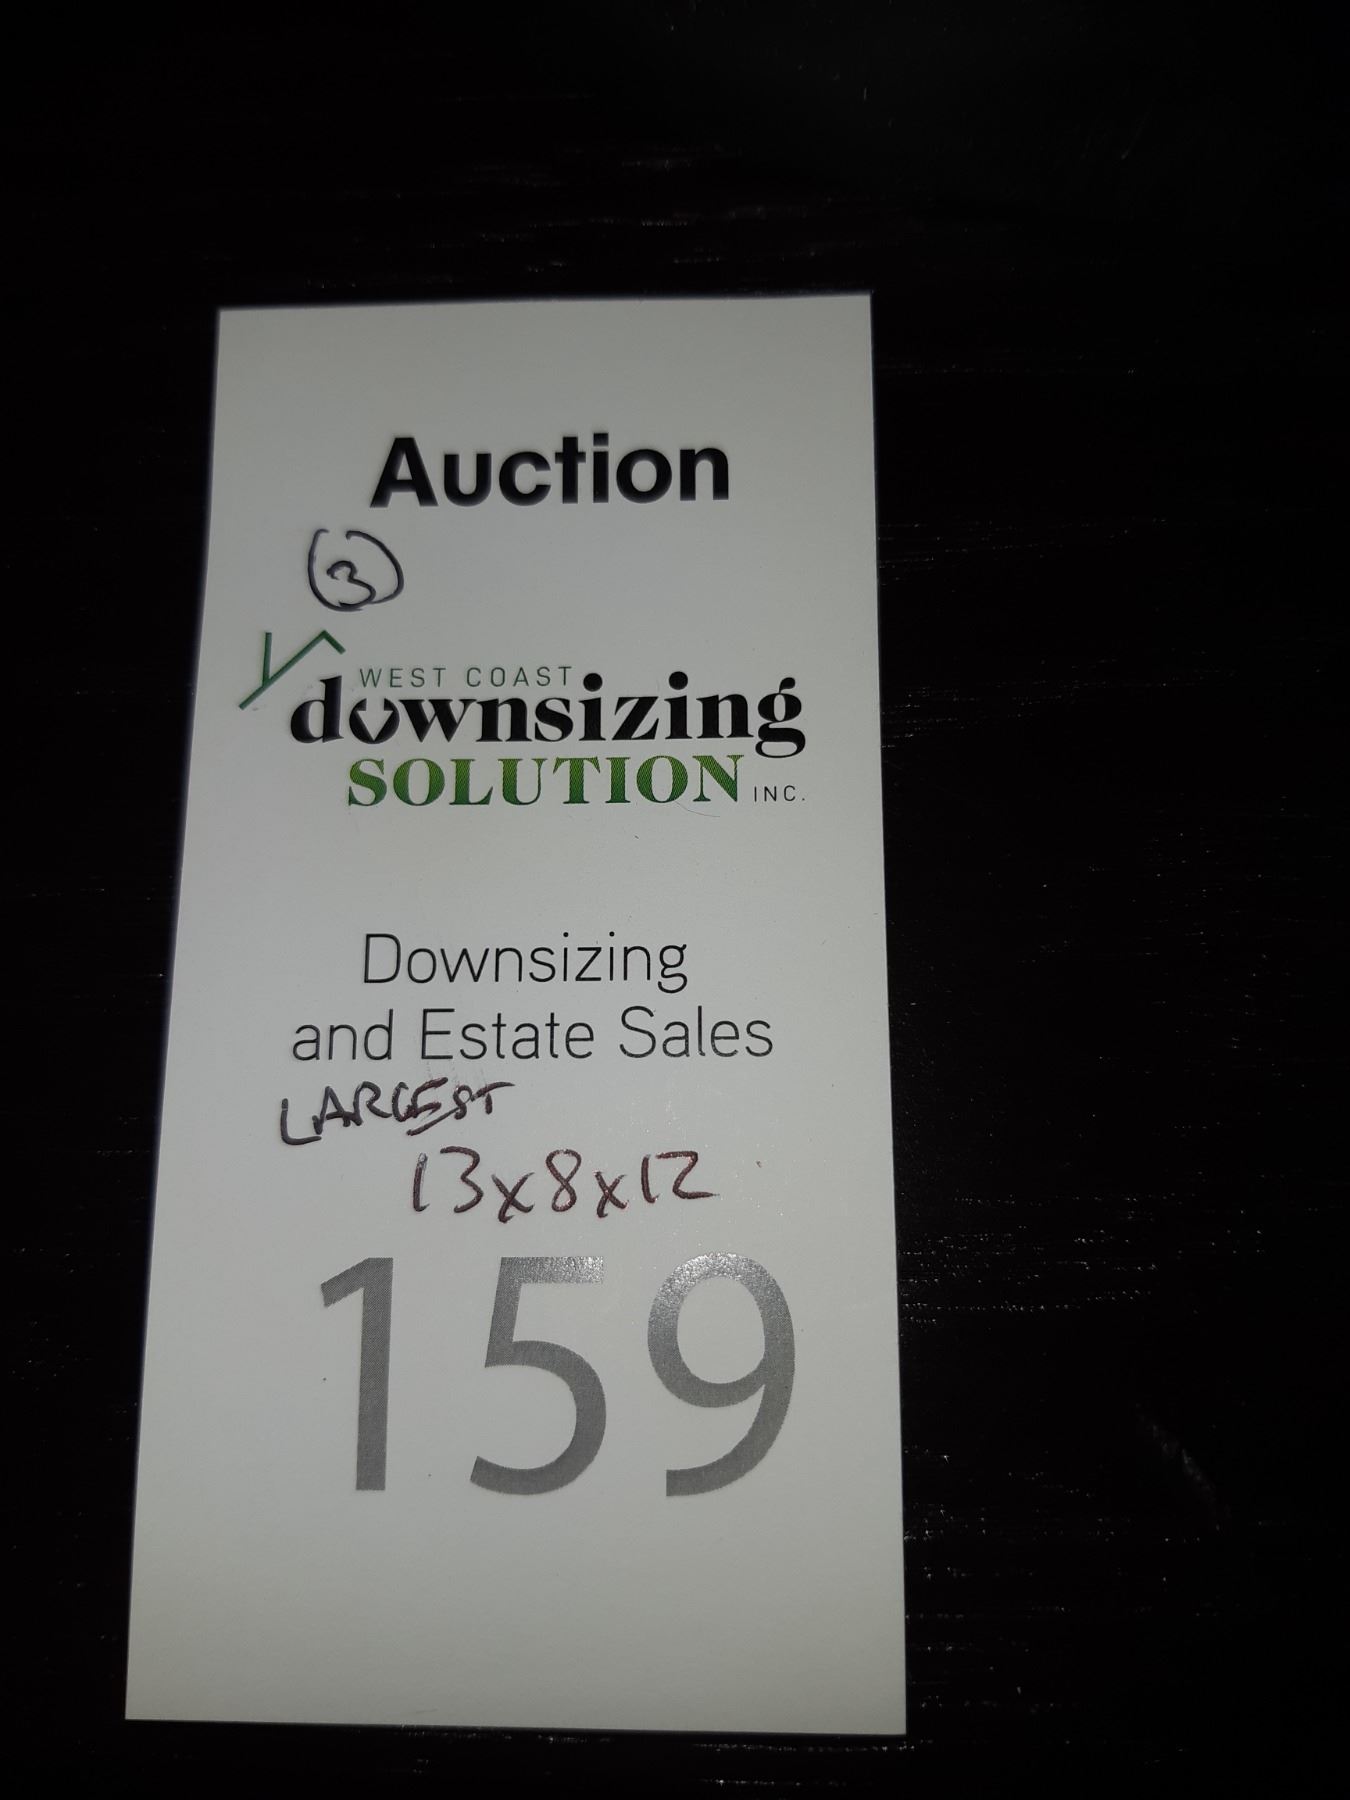 Auction
3
WEST COAST
downsizing
SOLUTION INC.
Downsizing
and Estate Sales
LARGEST
13x8x12
159